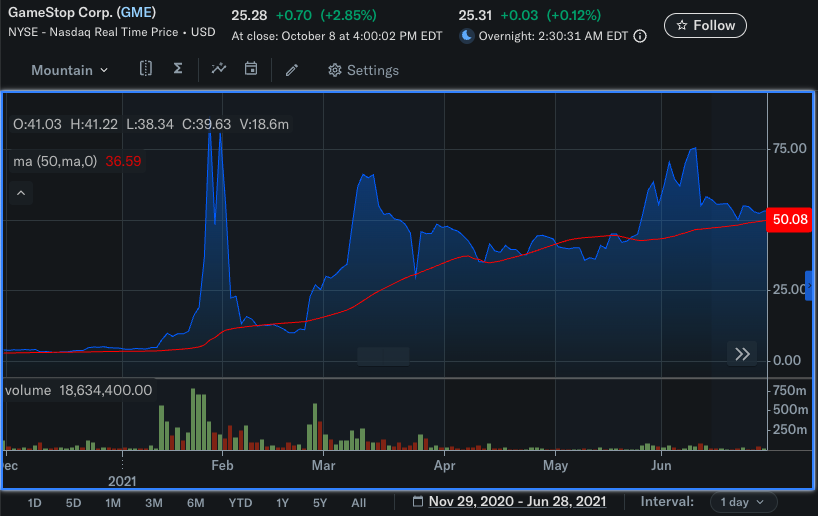 GameStop Corp. (GME)
NYSE - Nasdaq Real Time Price • USD
25.28 +0.70 (+2.85%)
At close: October 8 at 4:00:02 PM EDT
25.31 +0.03 (+0.12%)
Overnight: 2:30:31 AM EDT
Follow
Mountain
Settings
O:41.03 H:41.22 L:38.34 C:39.63 V:18.6m
ma (50,ma,0) 36.59
75.00
50.08
25.00
0.00
volume 18,634,400.00
750m
500m
250m
ec Feb Mar Apr May Jun
2021
1D 5D 1M 3M 6M YTD 1Y 5Y All Nov 29, 2020 - Jun 28, 2021 Interval: 1 day